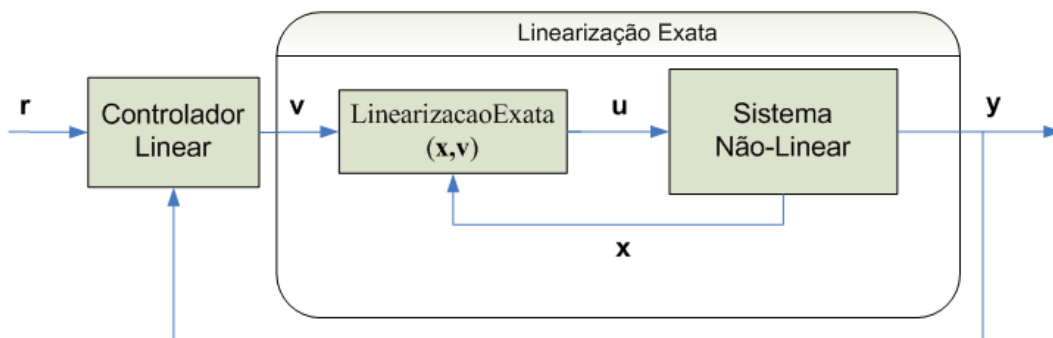 Linearização Exata
r
Controlador
Linear
v
LinearizacaoExata
(x,v)
u
Sistema
Não-Linear
y
x